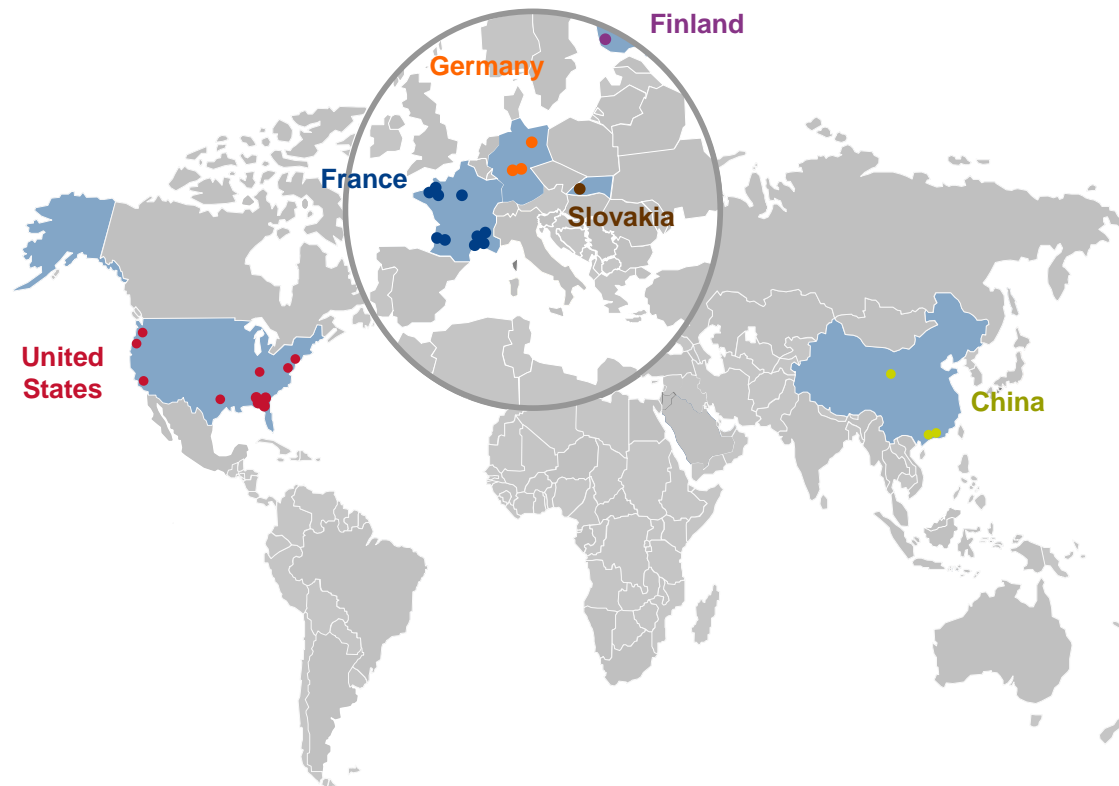 Finland
Germany
France
Slovakia
United
States
China